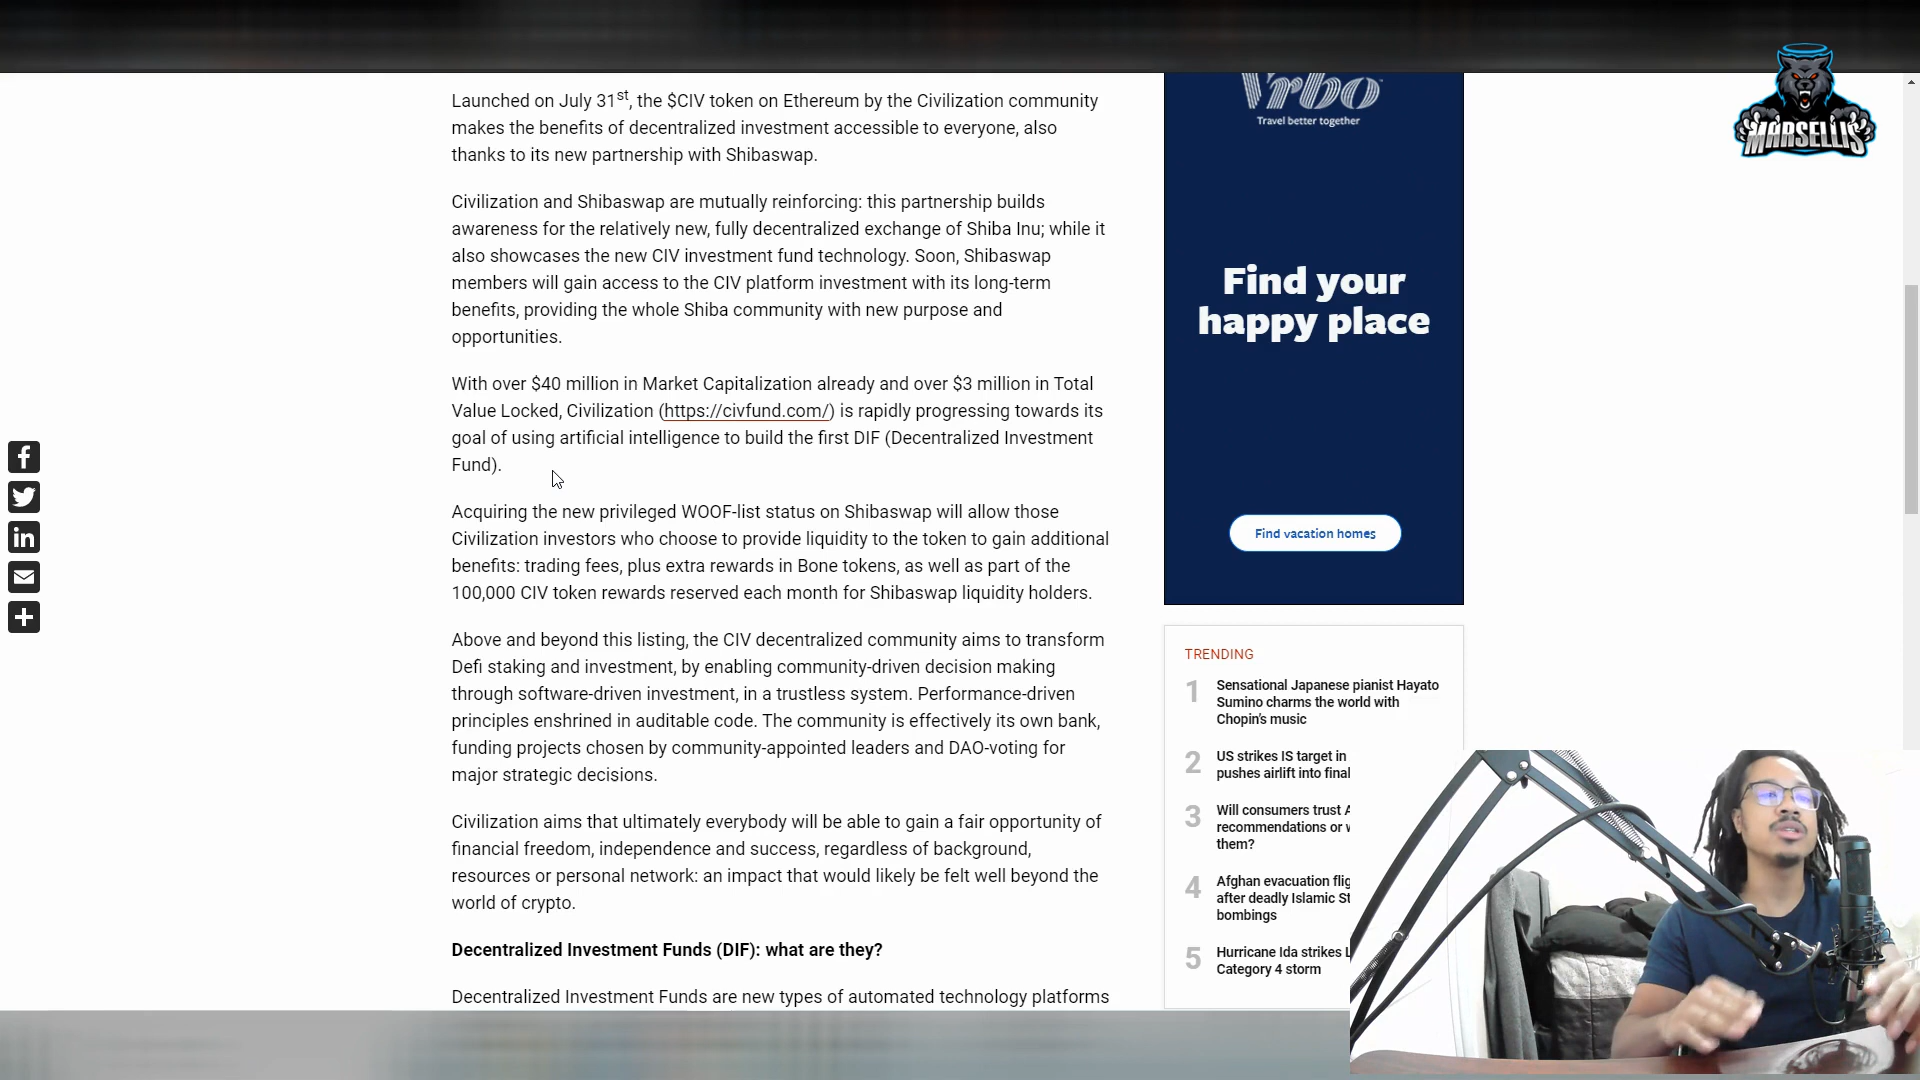 Launched on July 31st, the $CIV token on Ethereum by the Civilization community
makes the benefits of decentralized investment accessible to everyone, also
thanks to its new partnership with Shibaswap.
Civilization and Shibaswap are mutually reinforcing: this partnership builds
awareness for the relatively new, fully decentralized exchange of Shiba Inu; while it
also showcases the new CIV investment fund technology. Soon, Shibaswap
members will gain access to the CIV platform investment with its long-term
benefits, providing the whole Shiba community with new purpose and
opportunities.
With over $40 million in Market Capitalization already and over $3 million in Total
Value Locked, Civilization (https://civfund.com/) is rapidly progressing towards its
goal of using artificial intelligence to build the first DIF (Decentralized Investment
Fund).
Acquiring the new privileged WOOF-list status on Shibaswap will allow those
Civilization investors who choose to provide liquidity to the token to gain additional
benefits: trading fees, plus extra rewards in Bone tokens, as well as part of the
100,000 CIV token rewards reserved each month for Shibaswap liquidity holders.
Above and beyond this listing, the CIV decentralized community aims to transform
Defi staking and investment, by enabling community-driven decision making
through software-driven investment, in a trustless system. Performance-driven
principles enshrined in auditable code. The community is effectively its own bank,
funding projects chosen by community-appointed leaders and DAO-voting for
major strategic decisions.
Civilization aims that ultimately everybody will be able to gain a fair opportunity of
financial freedom, independence and success, regardless of background,
resources or personal network: an impact that would likely be felt well beyond the
world of crypto.
Decentralized Investment Funds (DIF): what are they?
Decentralized Investment Funds are new types of automated technology platforms
Vrbo
Travel better together
Find your
happy place
Find vacation homes
TRENDING
1 Sensational Japanese pianist Hayato
Sumino charms the world with
Chopin's music
2 US strikes IS target in
pushes airlift into final
3 Will consumers trust
recommendations or
them?
4 Afghan evacuation
after deadly Islamic
bombings
5 Hurricane Ida strikes
Category 4 storm
MARSELLIS